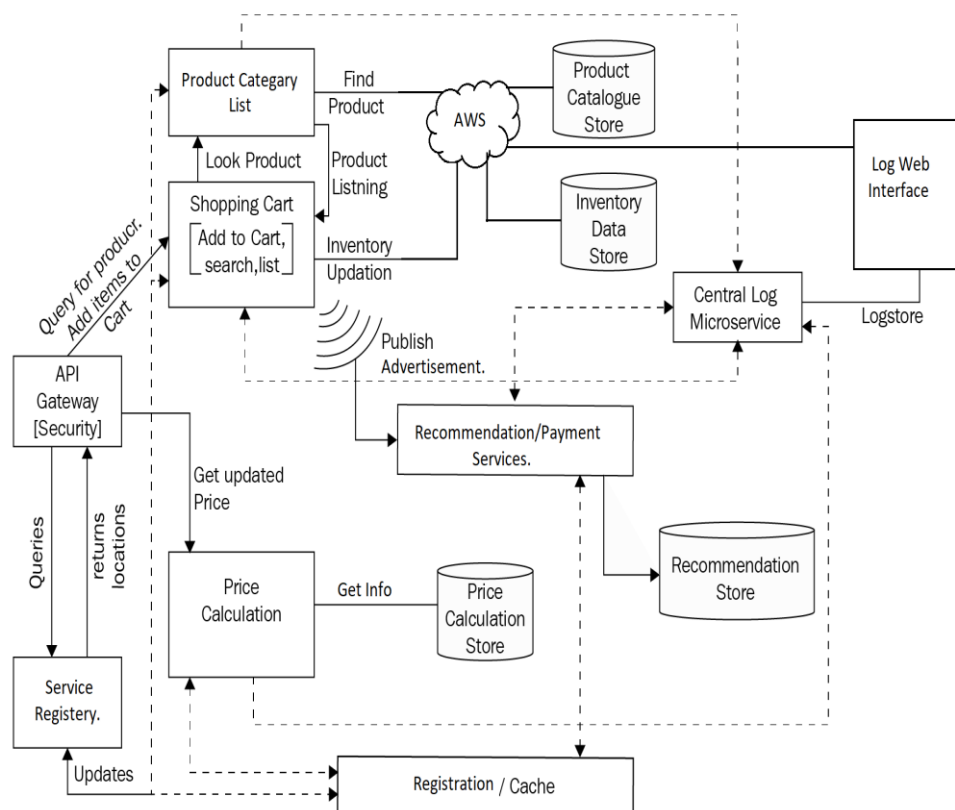 Product Categary
List
Find
Product
AWS
Product
Catalogue
Store
Log Web
Interface
Look Product
Product
Listning
Shopping Cart
Add to Cart,
search,list
Inventory
Updation
Inventory
Data
Store
Query for producr.
Add items to
Cart
Central Log
Microservice
Logstore
Publish
Advertisement.
API
Gateway
[Security]
Recommendation/Payment
Services.
Get updated
Price
Queries
returns
locations
Price
Calculation
Get Info
Price
Calculation
Store
Recommendation
Store
Service
Registery.
Updates
Registration / Cache